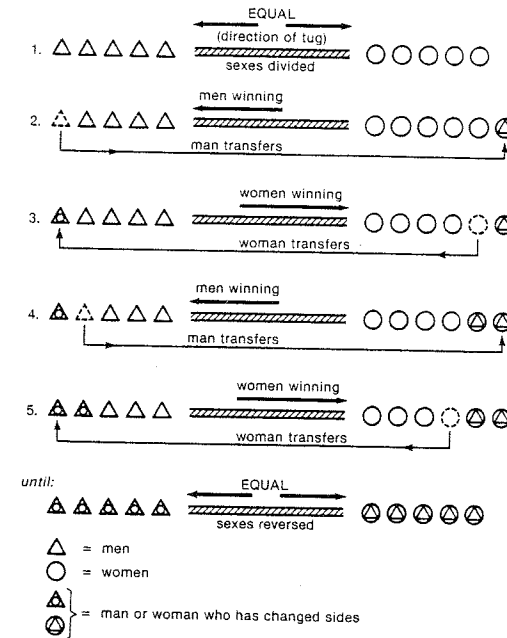 EQUAL
(direction of tug)
1.
sexes divided
men winning
2.
man transfers
women winning
3.
woman transfers
men winning
4.
man transfers
women winning
5.
woman transfers
until:
EQUAL
sexes reversed
= men
= women
= man or woman who has changed sides